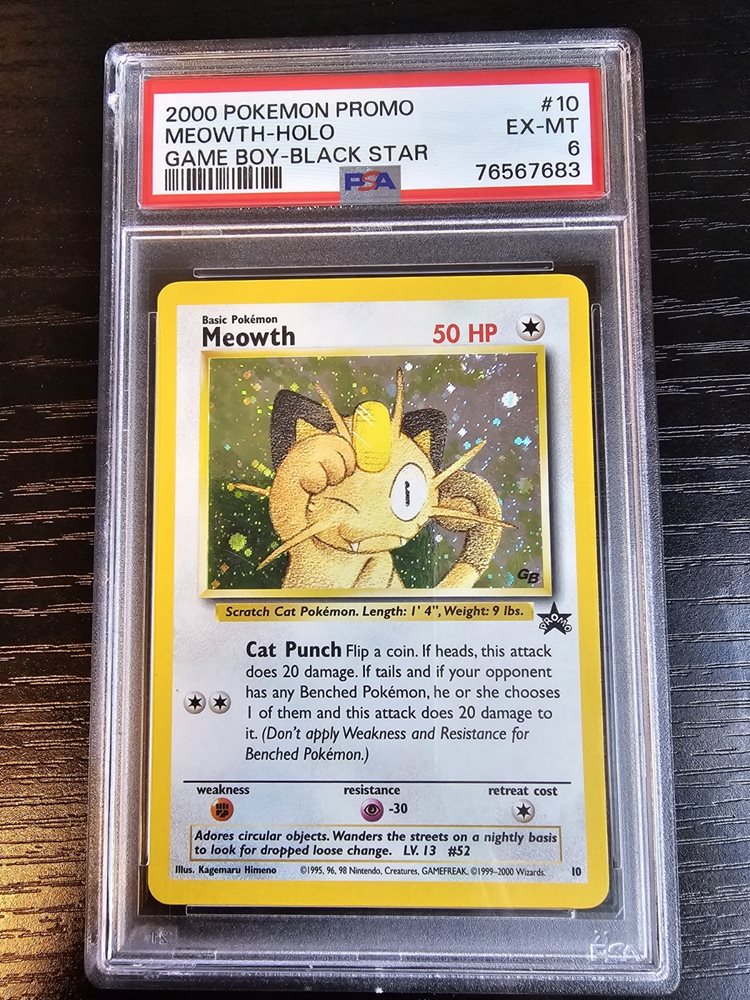 2000 POKEMON PROMO #10
MEOWTH-HOLO EX-MT
GAME BOY-BLACK STAR 6
PSA 76567683
Basic Pokémon
Meowth 50 HP
GB
Scratch Cat Pokémon. Length: 1' 4", Weight: 9 lbs.
PROMO
Cat Punch Flip a coin. If heads, this attack
does 20 damage. If tails and if your opponent
has any Benched Pokémon, he or she chooses
1 of them and this attack does 20 damage to
it. (Don't apply Weakness and Resistance for
Benched Pokémon.)
weakness resistance retreat cost
-30
Adores circular objects. Wanders the streets on a nightly basis
to look for dropped loose change. LV. 13 #52
Illus. Kagemaru Himeno ©1995, 96, 98 Nintendo, Creatures, GAMEFREAK. ©1999-2000 Wizards. 10
PSA